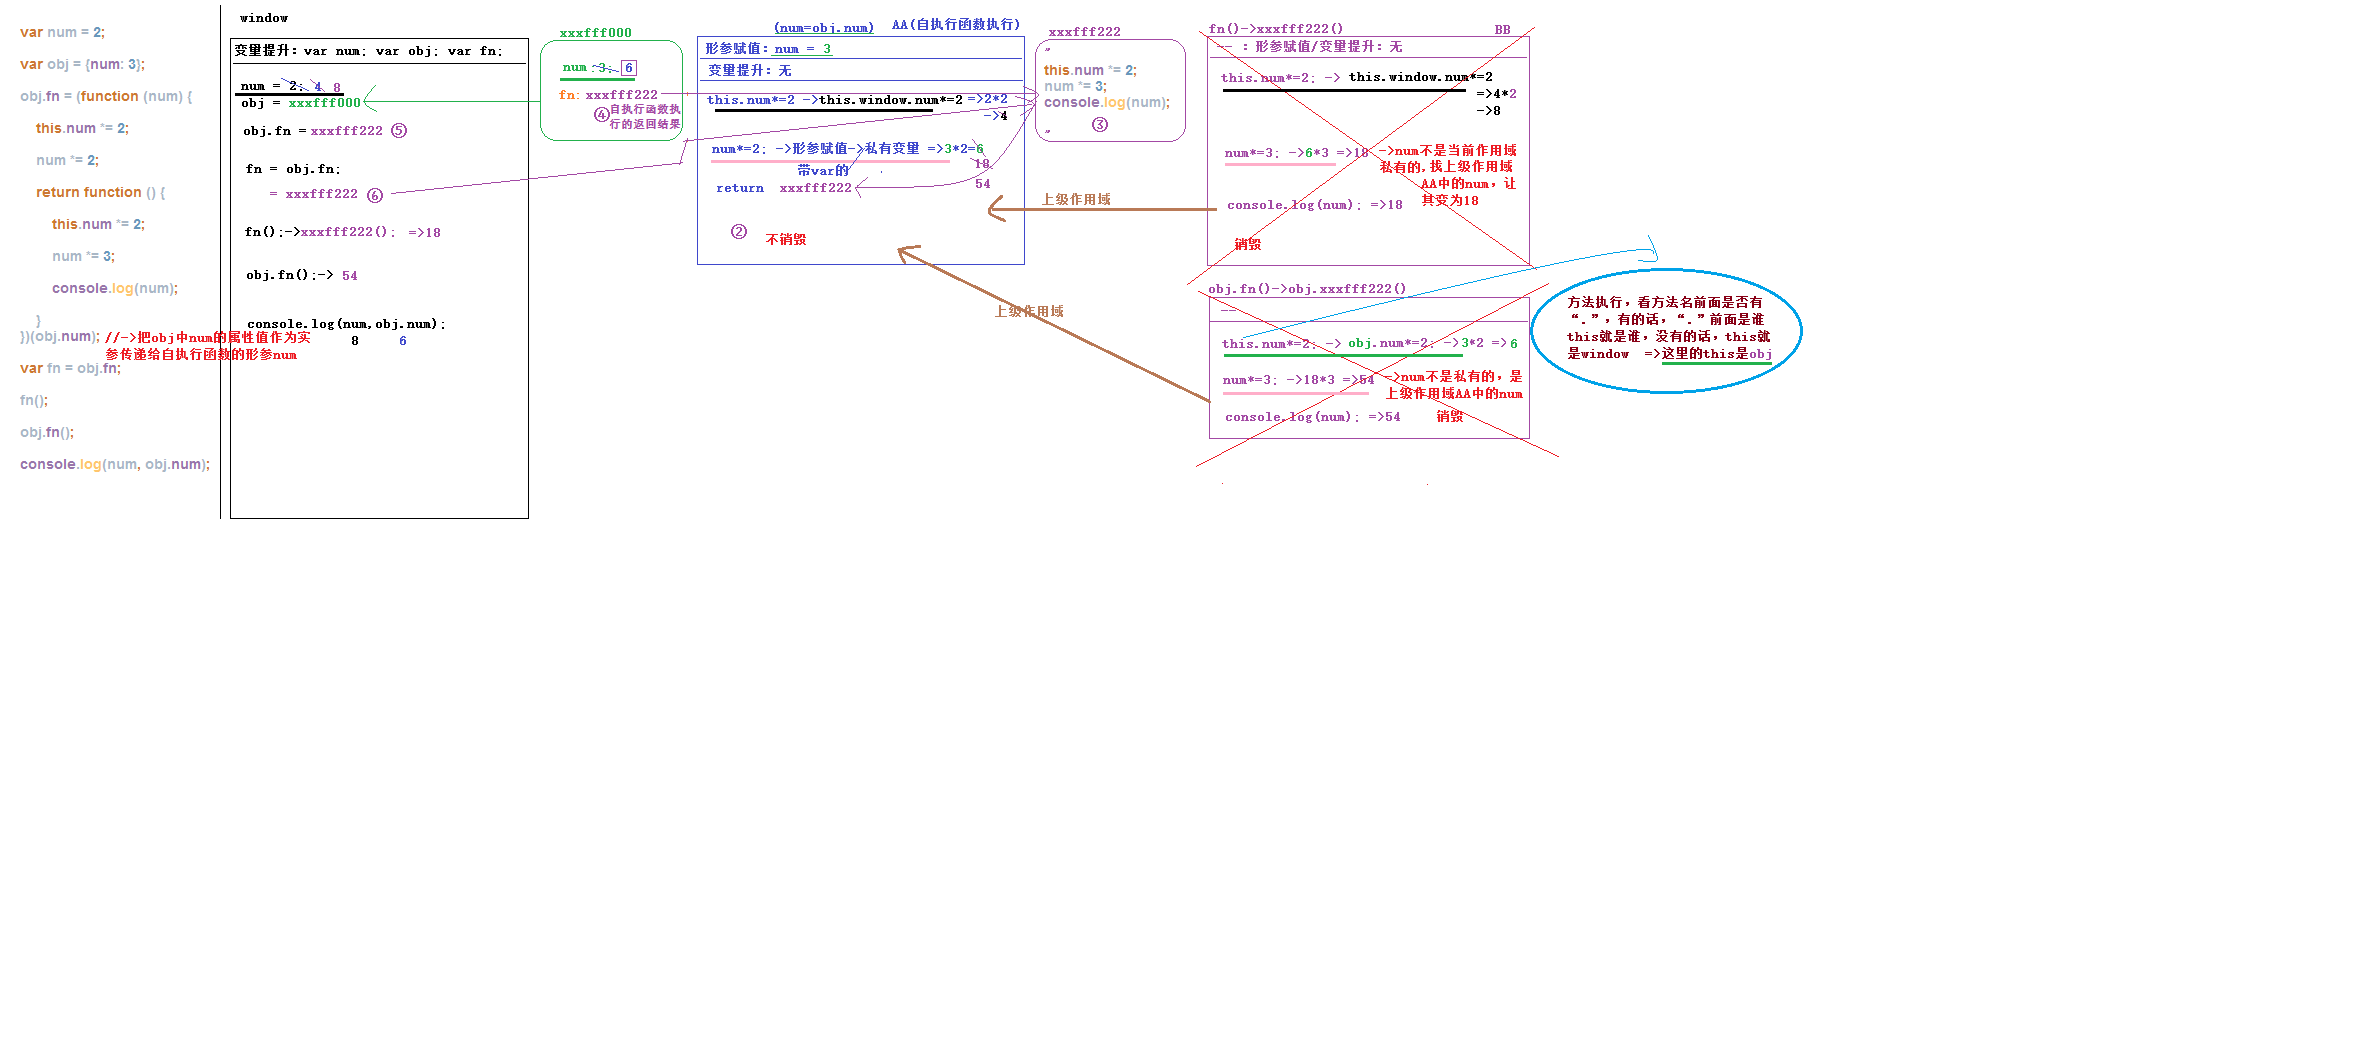 var num = 2;
var obj = {num: 3};
obj.fn = (function (num) {
this.num *= 2;
num *= 2;
return function () {
this.num *= 2;
num *= 3;
console.log(num);
}
})(obj.num); //->把obj中num的属性值作为实
参传递给自执行函数的形参num
var fn = obj.fn;
fn();
obj.fn();
console.log(num, obj.num);
window
变量提升: var num; var obj; var fn;
num = 2; 4 8
obj = xxxfff000
obj.fn = xxxfff222 ⑤
fn = obj.fn;
= xxxfff222 ⑥
fn();->xxxfff222(); =>18
obj.fn();-> 54
console.log(num,obj.num);
8 6
xxxfff000
num : 3; 6
fn: xxxfff222
④自执行函数执
行的返回结果
(num=obj.num) AA(自执行函数执行)
形参赋值: num = 3
变量提升: 无
this.num*=2 ->this.window.num*=2 =>2*2
->4
num*=2; ->形参赋值->私有变量 =>3*2=6
带var的
18
54
return xxxfff222
② 不销毁
xxxfff222
"
this.num *= 2;
num *= 3;
console.log(num);
③
"
上级作用域
上级作用域
fn()->xxxfff222() BB
-- : 形参赋值/变量提升: 无
this.num*=2; -> this.window.num*=2
=>4*2
->8
num*=3; ->6*3 =>18 ->num不是当前作用域
私有的,找上级作用域
AA中的num, 让
其变为18
console.log(num); =>18
销毁
obj.fn()->obj.xxxfff222()
--
this.num*=2; -> obj.num*=2; ->3*2 =>6
num*=3; ->18*3 =>54 ->num不是私有的, 是
上级作用域AA中的num
console.log(num); =>54 销毁
方法执行, 看方法名前面是否有
“.”, 有的话, “.”前面是谁
this就是谁, 没有的话, this就
是window =>这里的this是obj